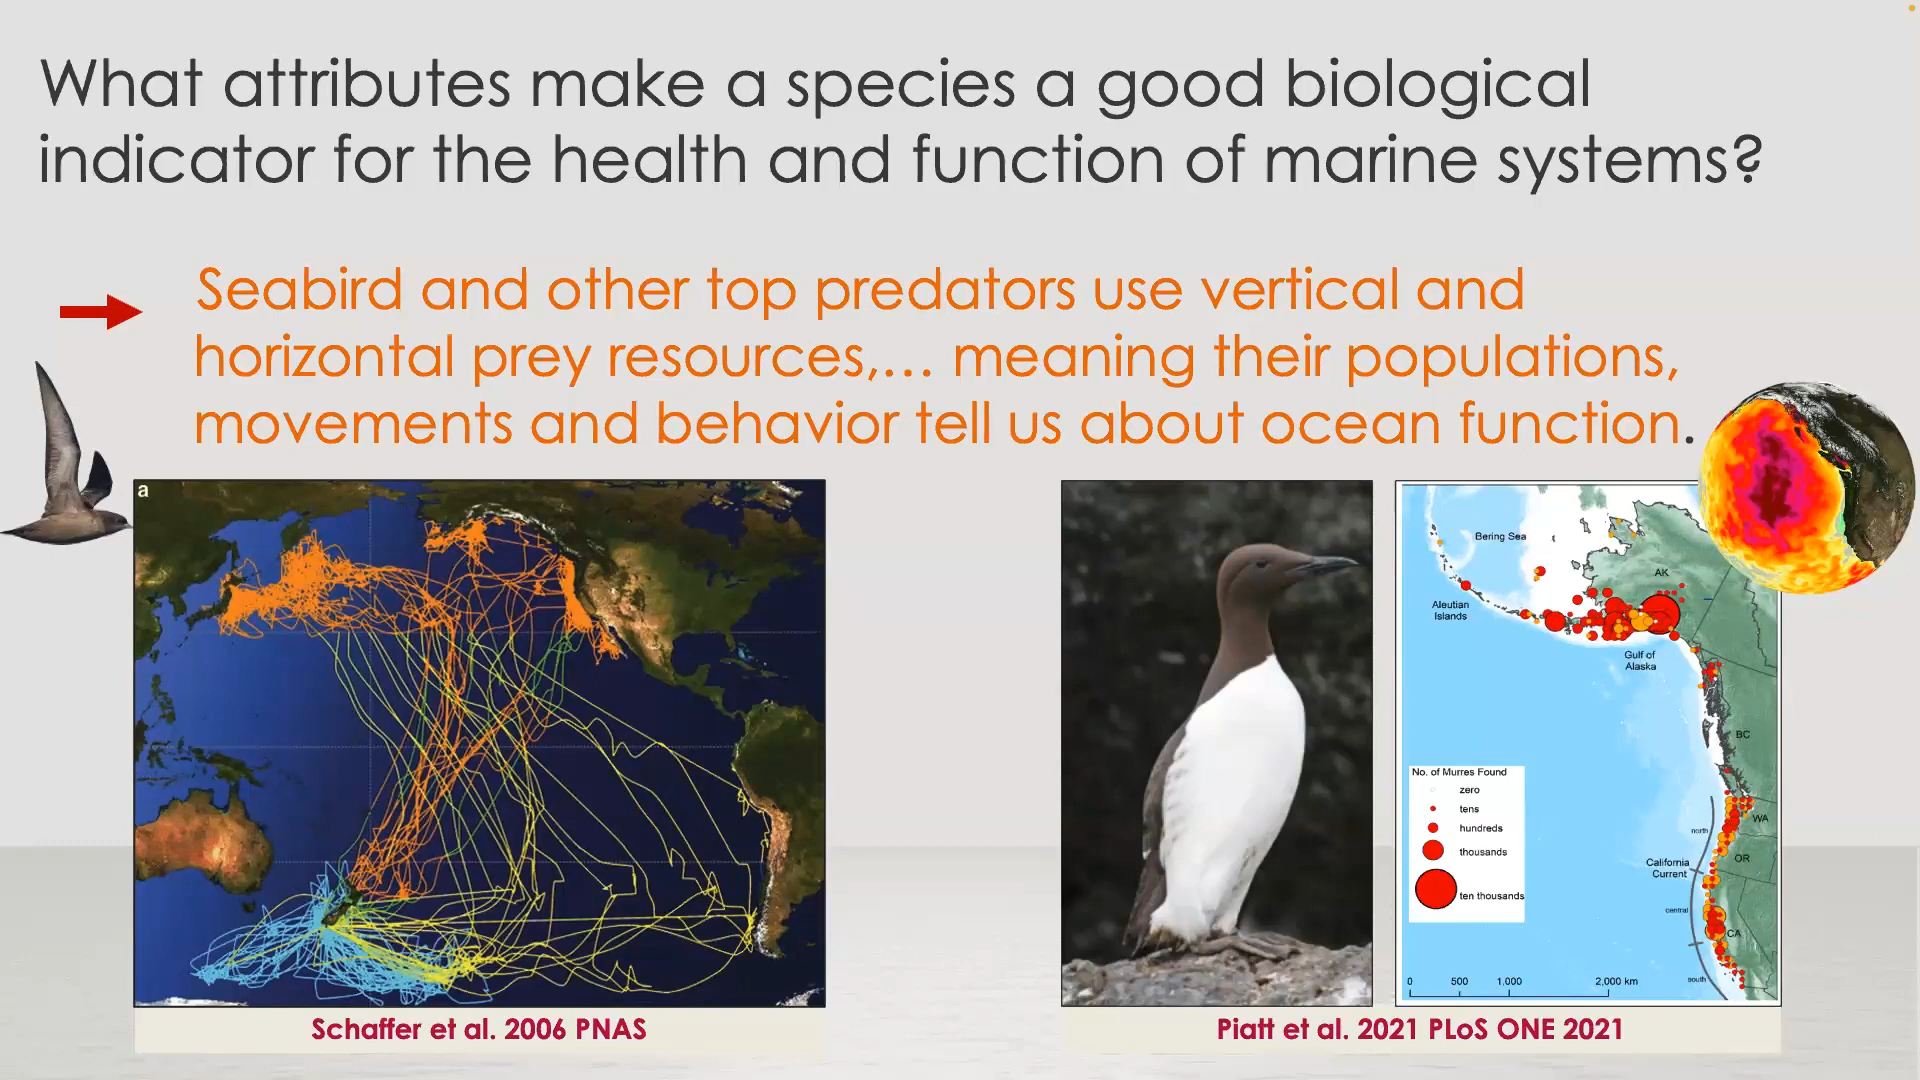 What attributes make a species a good biological
indicator for the health and function of marine systems?
Seabird and other top predators use vertical and
horizontal prey resources,… meaning their populations,
movements and behavior tell us about ocean function.
a
Schaffer et al. 2006 PNAS
Bering Sea
AK
Aleutian
Islands
Gulf of
Alaska
BC
No. of Murres Found
zero
tens
hundreds
thousands
ten thousands
WA
north
OR
California
Current
central
CA
south
0 500 1,000 2,000 km
Piatt et al. 2021 PLoS ONE 2021